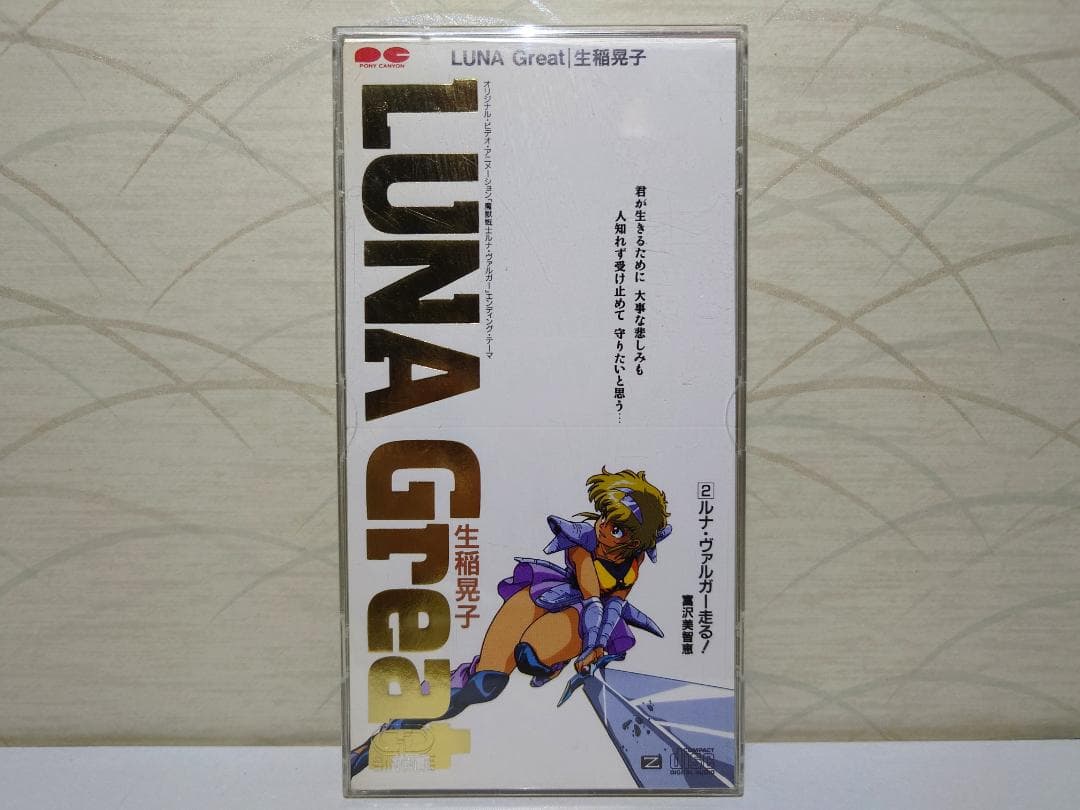 PONY CANYON
LUNA Great|生稲晃子
LUNA Great
オリジナル・ビデオ・アニメーション「魔獣戦士ルナ・ヴァルガー」エンディング・テーマ
生稲晃子
君が生きるために 大事な悲しみも
人知れず受け止めて 守りたいと思う…
2 ルナ・ヴァルガー走る!
富沢美智恵
Z
COMPACT
disc
DIGITAL AUDIO